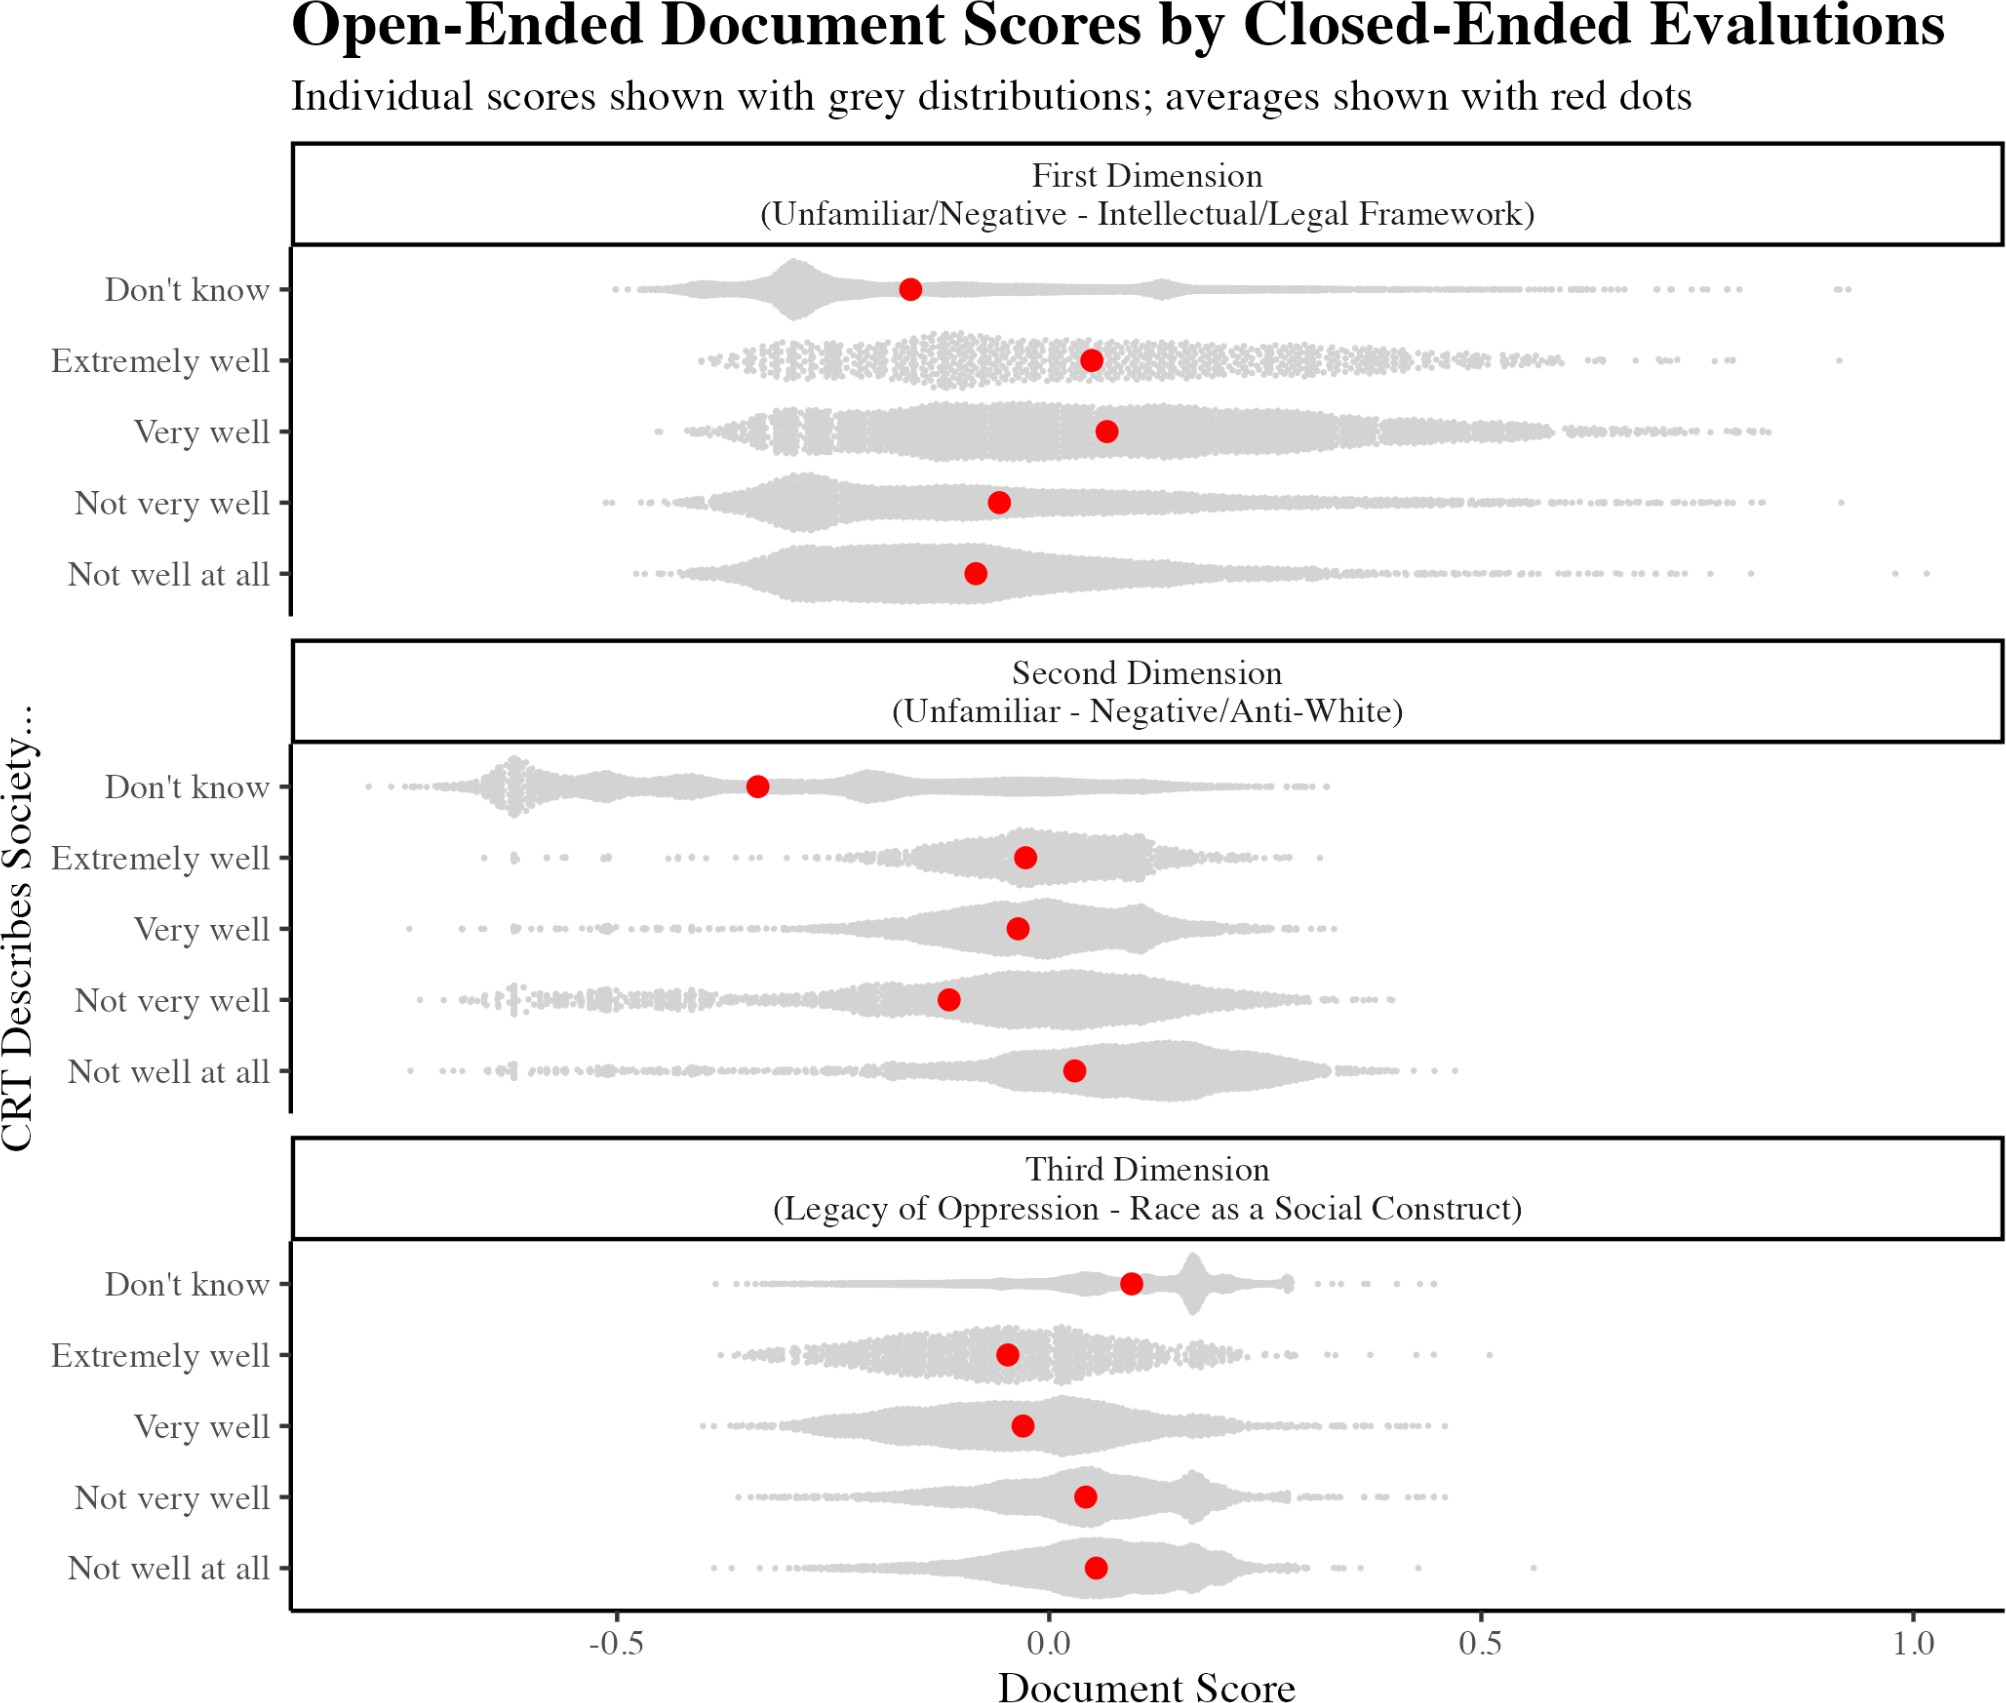 Open-Ended Document Scores by Closed-Ended Evalutions
Individual scores shown with grey distributions; averages shown with red dots
First Dimension
(Unfamiliar/Negative - Intellectual/Legal Framework)
Don't know
Extremely well
Very well
Not very well
Not well at all
Second Dimension
(Unfamiliar - Negative/Anti-White)
Don't know
Extremely well
Very well
Not very well
Not well at all
CRT Describes Society...
Third Dimension
(Legacy of Oppression - Race as a Social Construct)
Don't know
Extremely well
Very well
Not very well
Not well at all
-0.5 0.0 0.5 1.0
Document Score